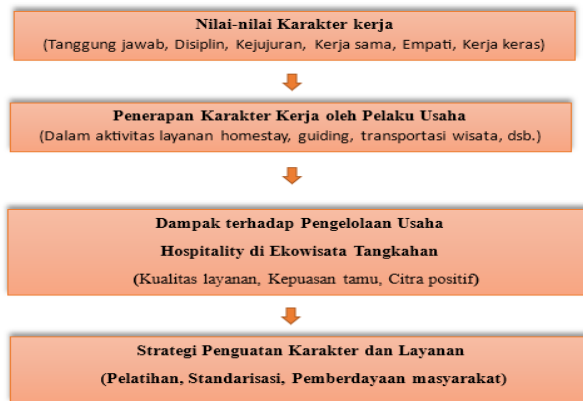 Nilai-nilai Karakter kerja
(Tanggung jawab, Disiplin, Kejujuran, Kerja sama, Empati, Kerja keras)
Penerapan Karakter Kerja oleh Pelaku Usaha
(Dalam aktivitas layanan homestay, guiding, transportasi wisata, dsb.)
Dampak terhadap Pengelolaan Usaha
Hospitality di Ekowisata Tangkahan
(Kualitas layanan, Kepuasan tamu, Citra positif)
Strategi Penguatan Karakter dan Layanan
(Pelatihan, Standarisasi, Pemberdayaan masyarakat)